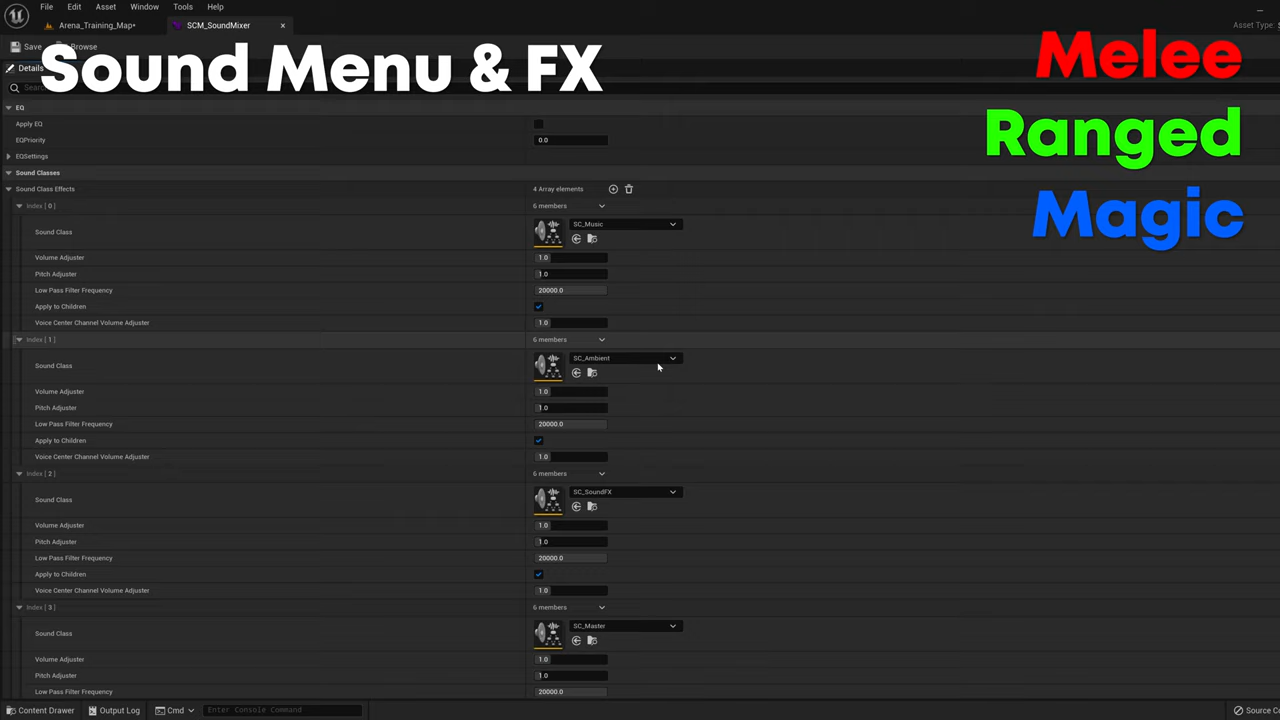 File Edit Asset Window Tools Help
Arena_Training_Map* SCM_SoundMixer
Asset Type:
Save Browse
Sound Menu & FX
Melee
Ranged
Magic
Details
EQ
Apply EQ
EQPriority 0.0
EQSettings
Sound Classes
Sound Class Effects 4 Array elements
Index [ 0 ] 6 members
SC_Music
Sound Class
Volume Adjuster 1.0
Pitch Adjuster 1.0
Low Pass Filter Frequency 20000.0
Apply to Children
Voice Center Channel Volume Adjuster 1.0
Index [ 1 ] 6 members
SC_Ambient
Sound Class
Volume Adjuster 1.0
Pitch Adjuster 1.0
Low Pass Filter Frequency 20000.0
Apply to Children
Voice Center Channel Volume Adjuster 1.0
Index [ 2 ] 6 members
SC_SoundFX
Sound Class
Volume Adjuster 1.0
Pitch Adjuster 1.0
Low Pass Filter Frequency 20000.0
Apply to Children
Voice Center Channel Volume Adjuster 1.0
Index [ 3 ] 6 members
SC_Master
Sound Class
Volume Adjuster 1.0
Pitch Adjuster 1.0
Low Pass Filter Frequency 20000.0
Content Drawer Output Log Cmd Enter Console Command Source